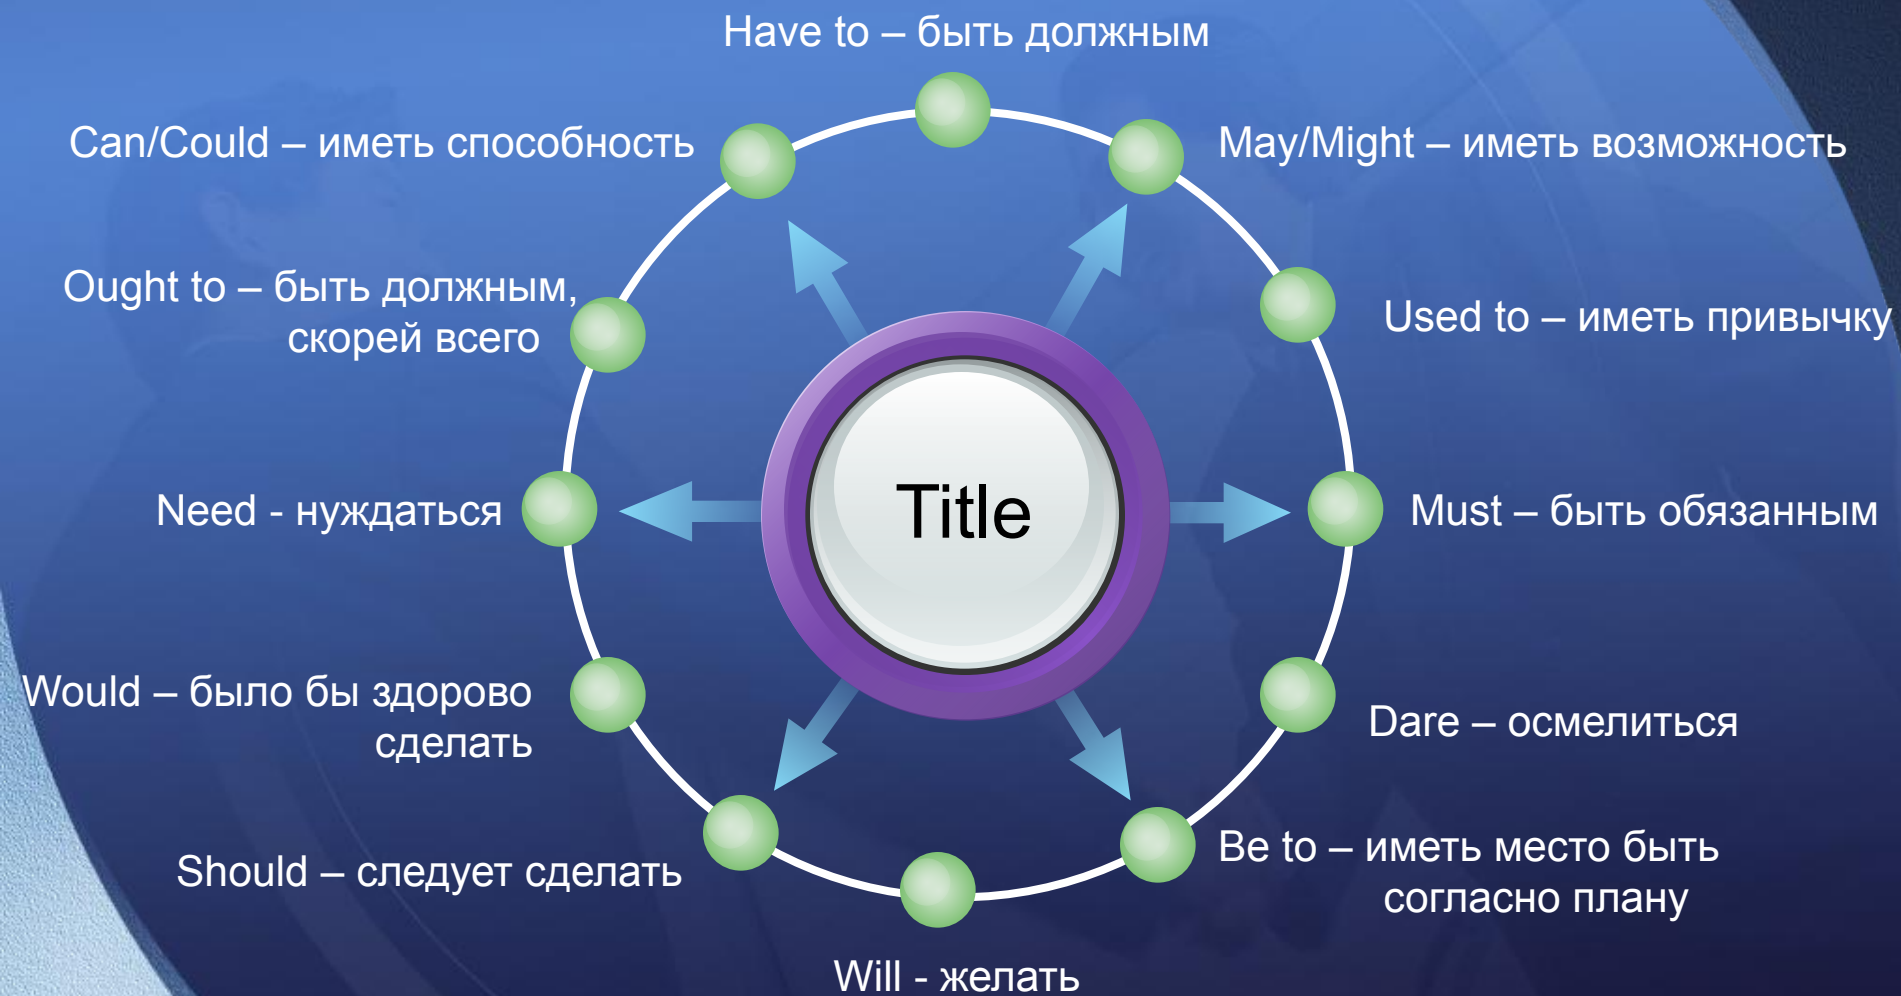 Have to – быть должным
Can/Could – иметь способность
May/Might – иметь возможность
Ought to – быть должным,
скорей всего
Used to – иметь привычку
Title
Need - нуждаться
Must – быть обязанным
Would – было бы здорово
сделать
Dare – осмелиться
Should – следует сделать
Be to – иметь место быть
согласно плану
Will - желать